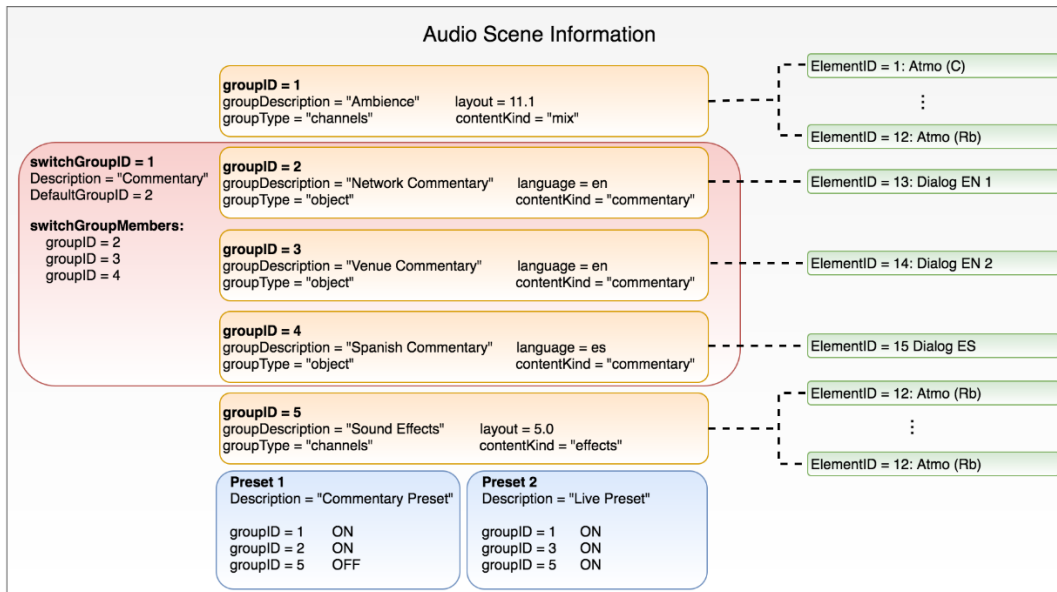 Audio Scene Information
groupID = 1
groupDescription = "Ambience" layout = 11.1
groupType = "channels" contentKind = "mix"
ElementID = 1: Atmo (C)
⋮
ElementID = 12: Atmo (Rb)
switchGroupID = 1
Description = "Commentary"
DefaultGroupID = 2
switchGroupMembers:
groupID = 2
groupID = 3
groupID = 4
groupID = 2
groupDescription = "Network Commentary" language = en
groupType = "object" contentKind = "commentary"
ElementID = 13: Dialog EN 1
groupID = 3
groupDescription = "Venue Commentary" language = en
groupType = "object" contentKind = "commentary"
ElementID = 14: Dialog EN 2
groupID = 4
groupDescription = "Spanish Commentary" language = es
groupType = "object" contentKind = "commentary"
ElementID = 15 Dialog ES
groupID = 5
groupDescription = "Sound Effects" layout = 5.0
groupType = "channels" contentKind = "effects"
ElementID = 12: Atmo (Rb)
⋮
ElementID = 12: Atmo (Rb)
Preset 1
Description = "Commentary Preset"
groupID = 1 ON
groupID = 2 ON
groupID = 5 OFF
Preset 2
Description = "Live Preset"
groupID = 1 ON
groupID = 3 ON
groupID = 5 ON